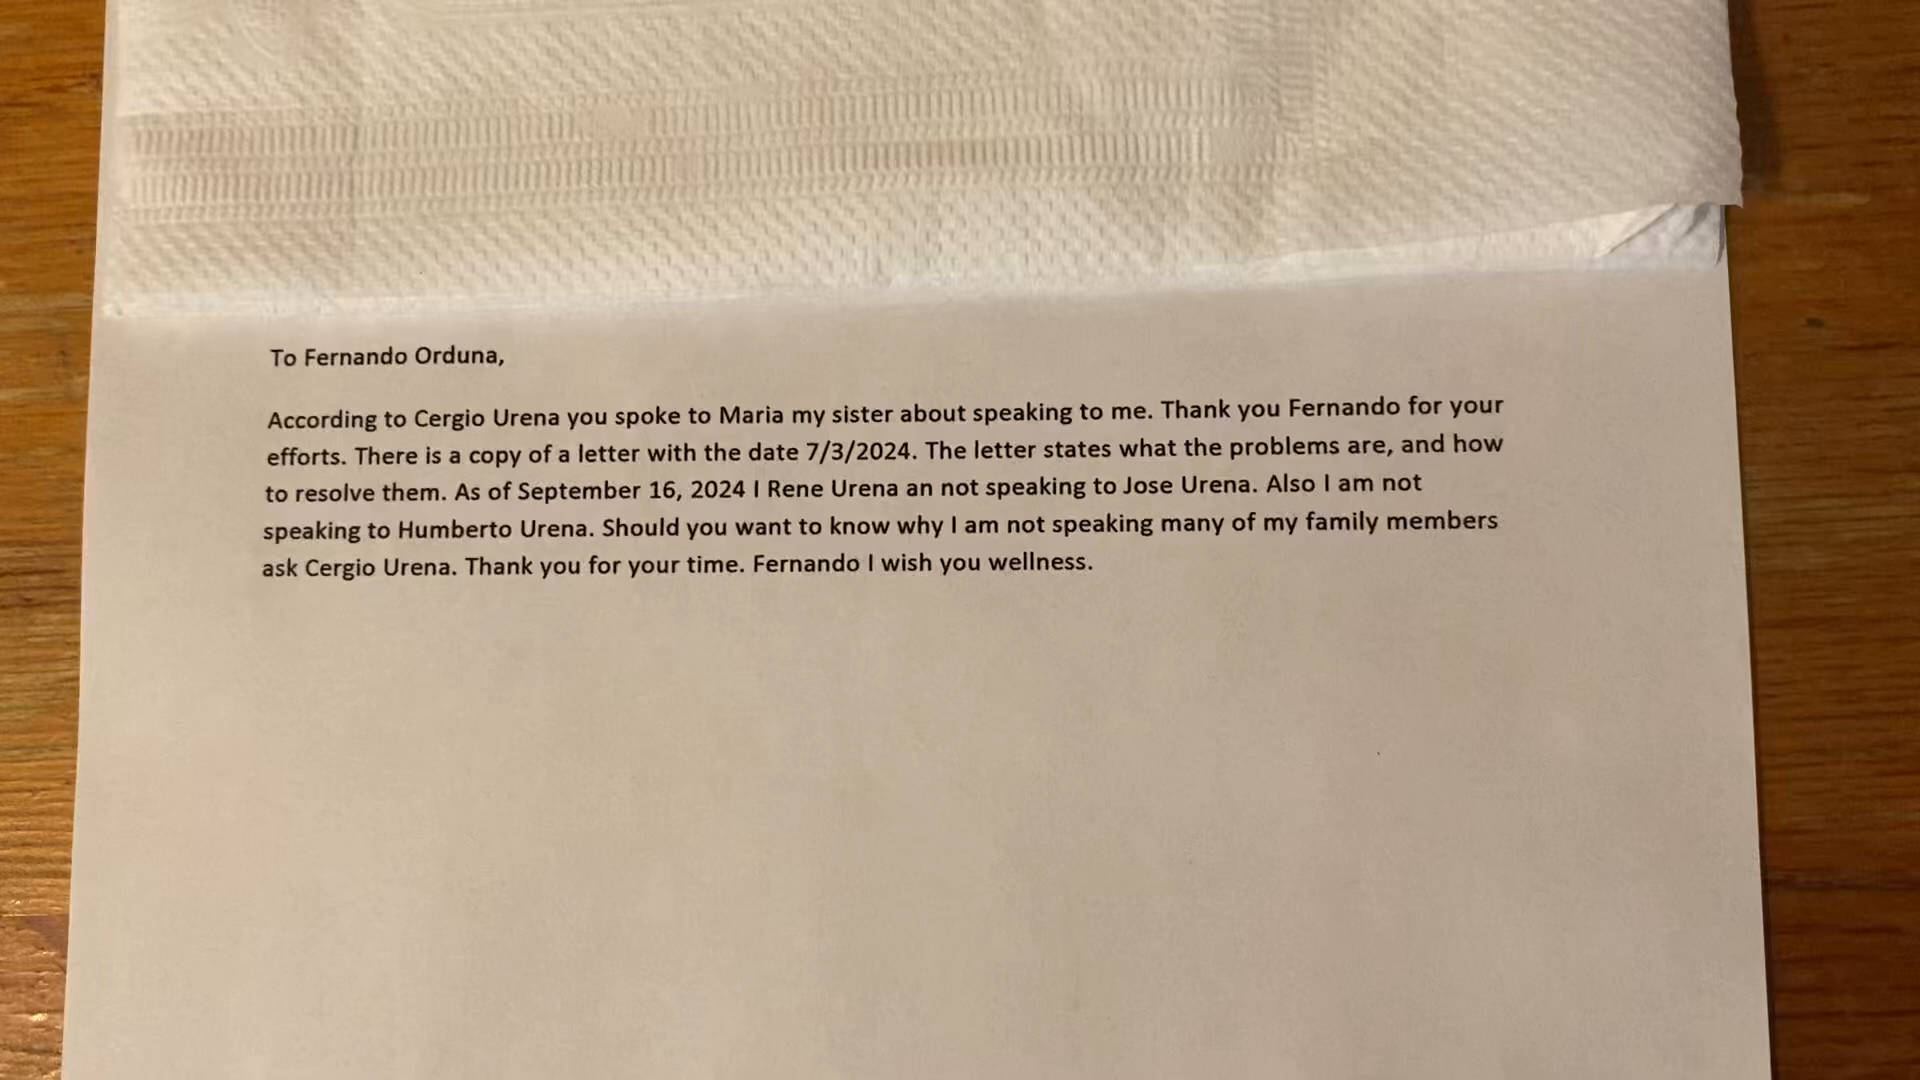 To Fernando Orduna,
According to Cergio Urena you spoke to Maria my sister about speaking to me. Thank you Fernando for your
efforts. There is a copy of a letter with the date 7/3/2024. The letter states what the problems are, and how
to resolve them. As of September 16, 2024 I Rene Urena an not speaking to Jose Urena. Also I am not
speaking to Humberto Urena. Should you want to know why I am not speaking many of my family members
ask Cergio Urena. Thank you for your time. Fernando I wish you wellness.